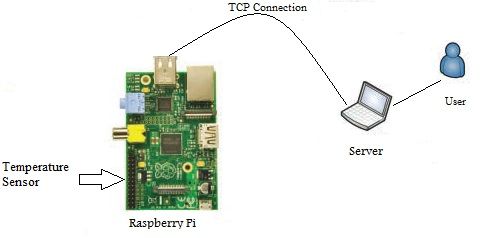 TCP Connection
User
Server
Temperature
Sensor
Raspberry Pi